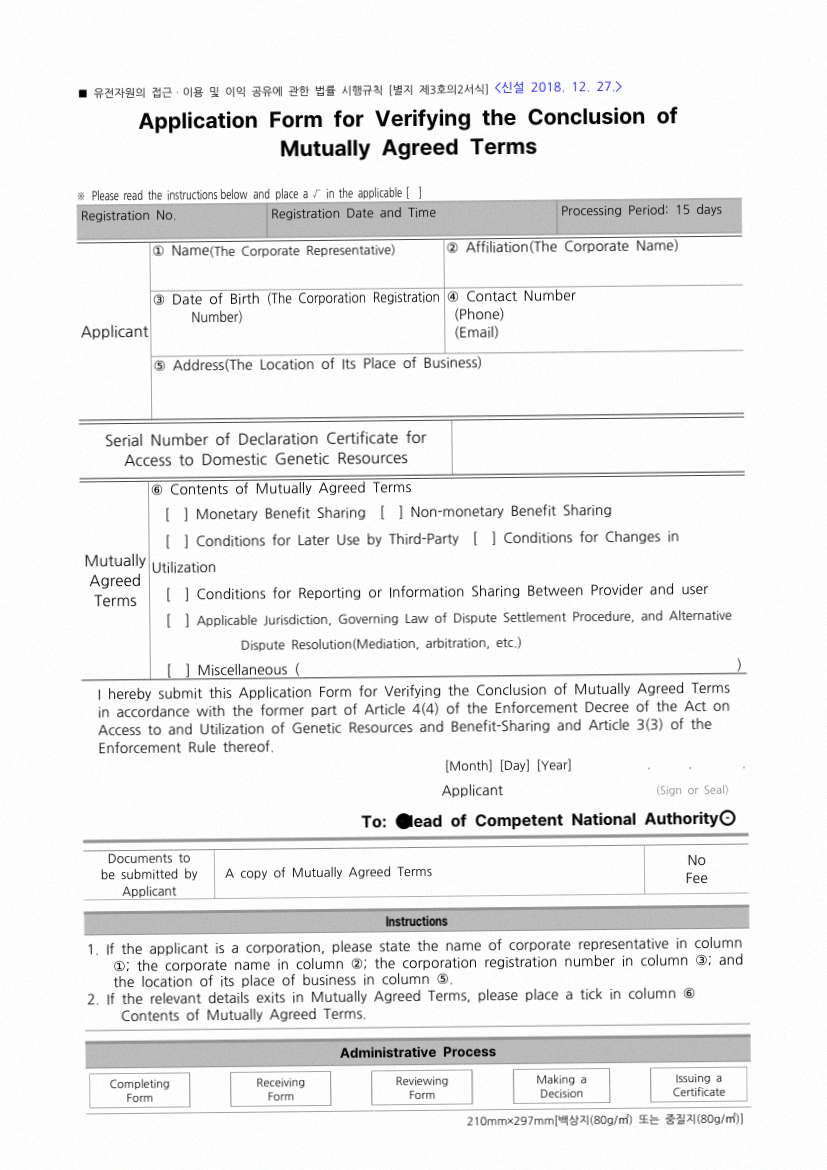 ■ 유전자원의 접근ㆍ이용 및 이익 공유에 관한 법률 시행규칙 [별지 제3호의2서식] <신설 2018. 12. 27.>
Application Form for Verifying the Conclusion of
Mutually Agreed Terms
※ Please read the instructions below and place a √ in the applicable [ ]
Registration No.
Registration Date and Time
Processing Period: 15 days
Applicant
① Name(The Corporate Representative)
② Affiliation(The Corporate Name)
③ Date of Birth (The Corporation Registration
Number)
④ Contact Number
(Phone)
(Email)
⑤ Address(The Location of Its Place of Business)
Serial Number of Declaration Certificate for
Access to Domestic Genetic Resources
Mutually
Agreed
Terms
⑥ Contents of Mutually Agreed Terms
[ ] Monetary Benefit Sharing [ ] Non-monetary Benefit Sharing
[ ] Conditions for Later Use by Third-Party [ ] Conditions for Changes in
Utilization
[ ] Conditions for Reporting or Information Sharing Between Provider and user
[ ] Applicable Jurisdiction, Governing Law of Dispute Settlement Procedure, and Alternative
Dispute Resolution(Mediation, arbitration, etc.)
[ ] Miscellaneous ( )
I hereby submit this Application Form for Verifying the Conclusion of Mutually Agreed Terms
in accordance with the former part of Article 4(4) of the Enforcement Decree of the Act on
Access to and Utilization of Genetic Resources and Benefit-Sharing and Article 3(3) of the
Enforcement Rule thereof.
[Month] [Day] [Year] . . .
Applicant (Sign or Seal)
To: Head of Competent National Authority
Documents to
be submitted by
Applicant
A copy of Mutually Agreed Terms
No
Fee
Instructions
1. If the applicant is a corporation, please state the name of corporate representative in column
①; the corporate name in column ②; the corporation registration number in column ③; and
the location of its place of business in column ⑤.
2. If the relevant details exits in Mutually Agreed Terms, please place a tick in column ⑥
Contents of Mutually Agreed Terms.
Administrative Process
Completing
Form
Receiving
Form
Reviewing
Form
Making a
Decision
Issuing a
Certificate
210mm×297mm[백상지(80g/㎡) 또는 중질지(80g/㎡)]